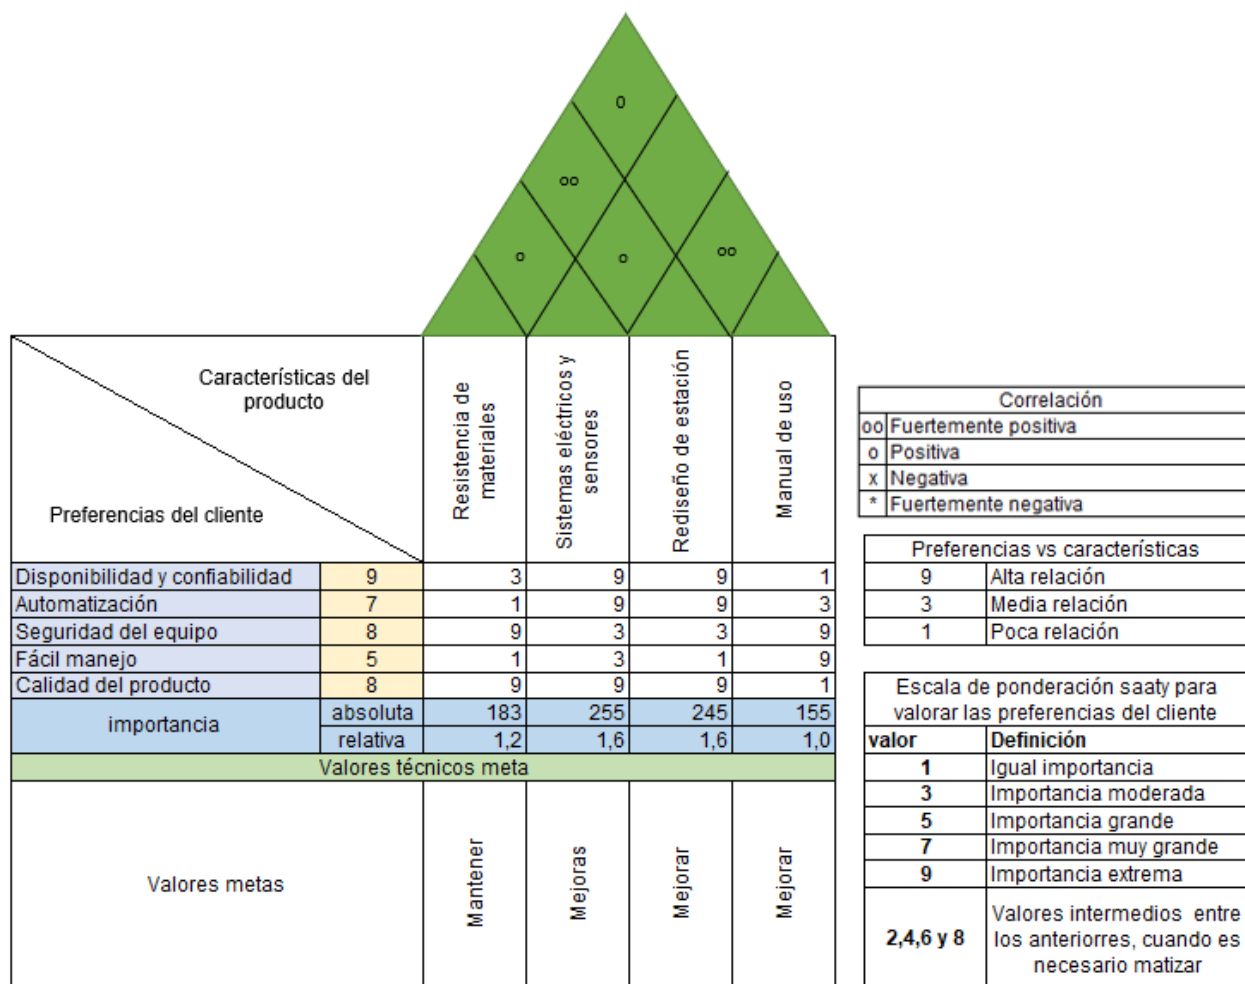 o
oo
o
o
oo
Características del
producto
Preferencias del cliente
Resistencia de
materiales
Sistemas eléctricos y
sensores
Rediseño de estación
Manual de uso
Disponibilidad y confiabilidad 9 3 9 9 1
Automatización 7 1 9 9 3
Seguridad del equipo 8 9 3 3 9
Fácil manejo 5 1 3 1 9
Calidad del producto 8 9 9 9 1
importancia
absoluta 183 255 245 155
relativa 1,2 1,6 1,6 1,0
Valores técnicos meta
Valores metas
Mantener
Mejoras
Mejorar
Mejorar
Correlación
oo Fuertemente positiva
o Positiva
x Negativa
* Fuertemente negativa
Preferencias vs características
9 Alta relación
3 Media relación
1 Poca relación
Escala de ponderación saaty para
valorar las preferencias del cliente
valor Definición
1 Igual importancia
3 Importancia moderada
5 Importancia grande
7 Importancia muy grande
9 Importancia extrema
2,4,6 y 8
Valores intermedios entre
los anteriorres, cuando es
necesario matizar